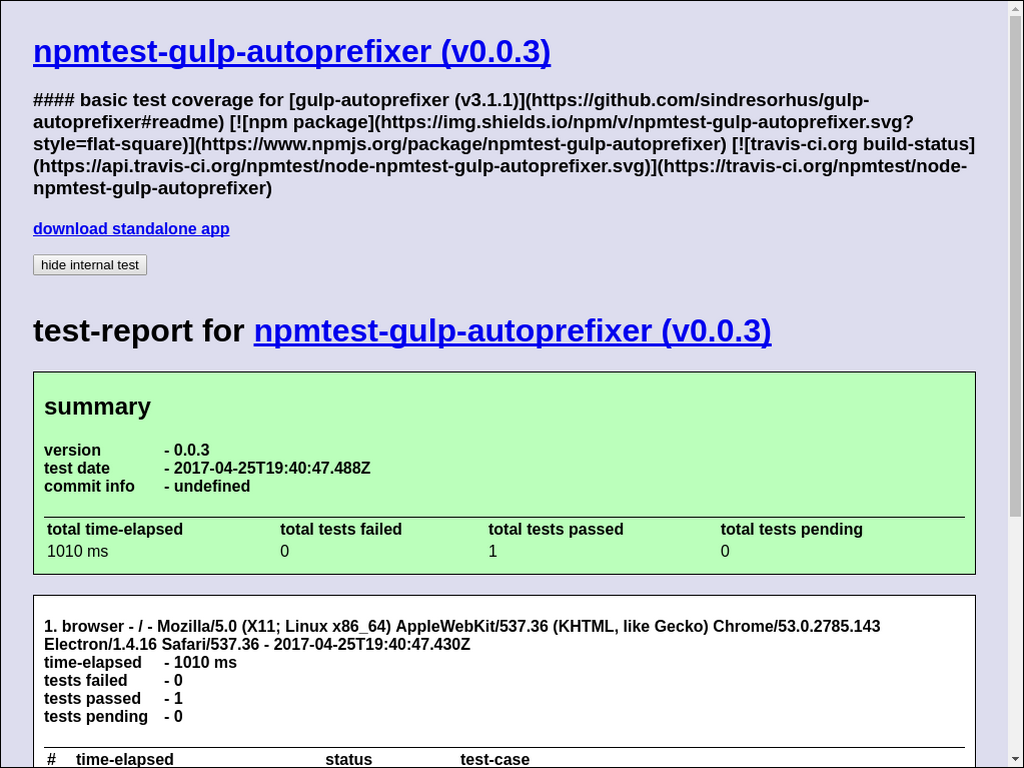 npmtest-gulp-autoprefixer (v0.0.3)
#### basic test coverage for [gulp-autoprefixer (v3.1.1)](https://github.com/sindresorhus/gulp-
autoprefixer#readme) [![npm package](https://img.shields.io/npm/v/npmtest-gulp-autoprefixer.svg?
style=flat-square)](https://www.npmjs.org/package/npmtest-gulp-autoprefixer) [![travis-ci.org build-status]
(https://api.travis-ci.org/npmtest/node-npmtest-gulp-autoprefixer.svg)](https://travis-ci.org/npmtest/node-
npmtest-gulp-autoprefixer)
download standalone app
hide internal test
test-report for npmtest-gulp-autoprefixer (v0.0.3)
summary
version - 0.0.3
test date - 2017-04-25T19:40:47.488Z
commit info - undefined
total time-elapsed total tests failed total tests passed total tests pending
1010 ms 0 1 0
1. browser - / - Mozilla/5.0 (X11; Linux x86_64) AppleWebKit/537.36 (KHTML, like Gecko) Chrome/53.0.2785.143
Electron/1.4.16 Safari/537.36 - 2017-04-25T19:40:47.430Z
time-elapsed - 1010 ms
tests failed - 0
tests passed - 1
tests pending - 0
# time-elapsed status test-case